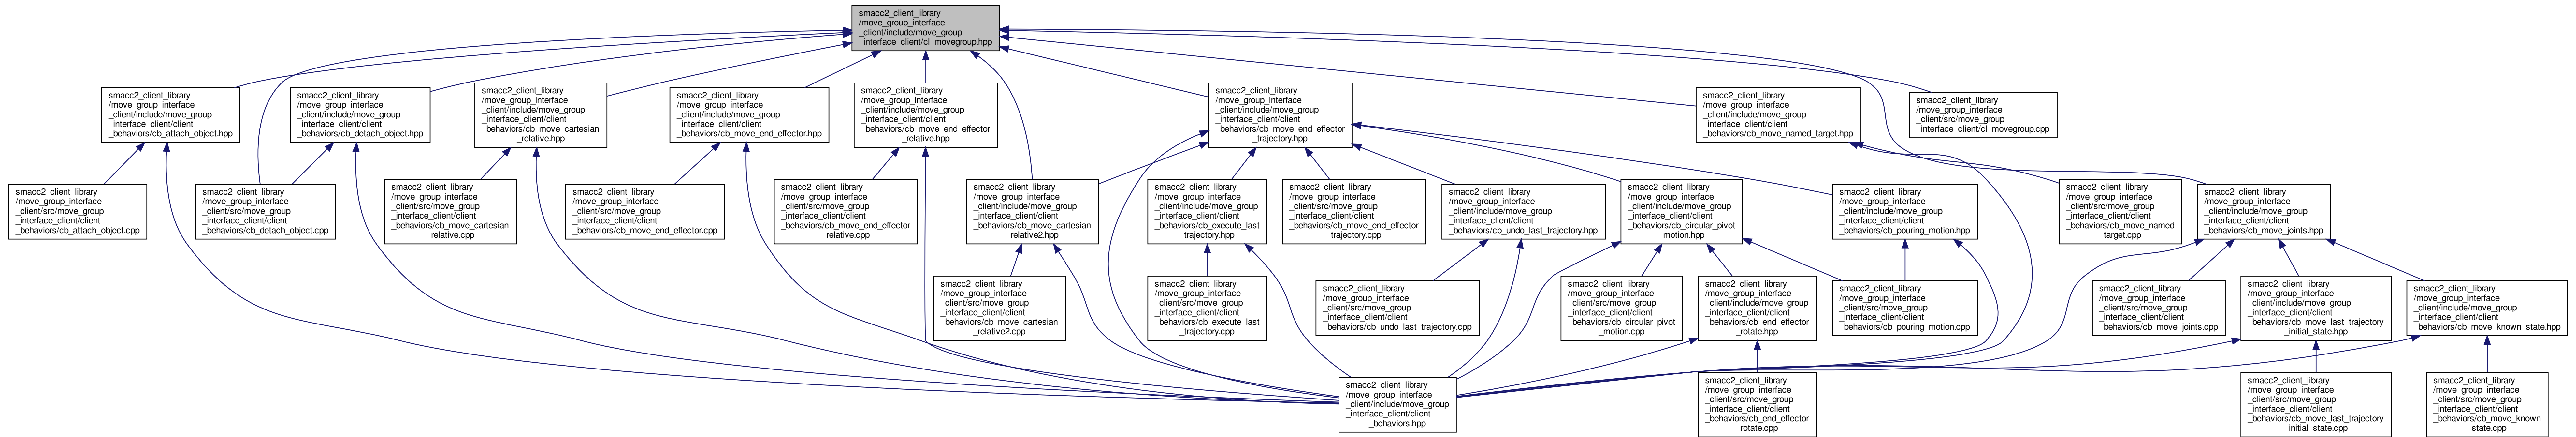 smacc2_client_library
/move_group_interface
_client/include/move_group
_interface_client/cl_movegroup.hpp
smacc2_client_library
/move_group_interface
_client/include/move_group
_interface_client/client
_behaviors/cb_attach_object.hpp
smacc2_client_library
/move_group_interface
_client/include/move_group
_interface_client/client
_behaviors/cb_detach_object.hpp
smacc2_client_library
/move_group_interface
_client/include/move_group
_interface_client/client
_behaviors/cb_move_cartesian
_relative.hpp
smacc2_client_library
/move_group_interface
_client/include/move_group
_interface_client/client
_behaviors/cb_move_end_effector.hpp
smacc2_client_library
/move_group_interface
_client/include/move_group
_interface_client/client
_behaviors/cb_move_end_effector
_relative.hpp
smacc2_client_library
/move_group_interface
_client/include/move_group
_interface_client/client
_behaviors/cb_move_end_effector
_trajectory.hpp
smacc2_client_library
/move_group_interface
_client/include/move_group
_interface_client/client
_behaviors/cb_move_named_target.hpp
smacc2_client_library
/move_group_interface
_client/src/move_group
_interface_client/cl_movegroup.cpp
smacc2_client_library
/move_group_interface
_client/src/move_group
_interface_client/client
_behaviors/cb_attach_object.cpp
smacc2_client_library
/move_group_interface
_client/src/move_group
_interface_client/client
_behaviors/cb_detach_object.cpp
smacc2_client_library
/move_group_interface
_client/src/move_group
_interface_client/client
_behaviors/cb_move_cartesian
_relative.cpp
smacc2_client_library
/move_group_interface
_client/src/move_group
_interface_client/client
_behaviors/cb_move_end_effector.cpp
smacc2_client_library
/move_group_interface
_client/src/move_group
_interface_client/client
_behaviors/cb_move_end_effector
_relative.cpp
smacc2_client_library
/move_group_interface
_client/include/move_group
_interface_client/client
_behaviors/cb_move_cartesian
_relative2.hpp
smacc2_client_library
/move_group_interface
_client/include/move_group
_interface_client/client
_behaviors/cb_execute_last
_trajectory.hpp
smacc2_client_library
/move_group_interface
_client/src/move_group
_interface_client/client
_behaviors/cb_move_end_effector
_trajectory.cpp
smacc2_client_library
/move_group_interface
_client/include/move_group
_interface_client/client
_behaviors/cb_undo_last_trajectory.hpp
smacc2_client_library
/move_group_interface
_client/include/move_group
_interface_client/client
_behaviors/cb_circular_pivot
_motion.hpp
smacc2_client_library
/move_group_interface
_client/include/move_group
_interface_client/client
_behaviors/cb_pouring_motion.hpp
smacc2_client_library
/move_group_interface
_client/src/move_group
_interface_client/client
_behaviors/cb_move_named
_target.cpp
smacc2_client_library
/move_group_interface
_client/include/move_group
_interface_client/client
_behaviors/cb_move_joints.hpp
smacc2_client_library
/move_group_interface
_client/src/move_group
_interface_client/client
_behaviors/cb_move_cartesian
_relative2.cpp
smacc2_client_library
/move_group_interface
_client/src/move_group
_interface_client/client
_behaviors/cb_execute_last
_trajectory.cpp
smacc2_client_library
/move_group_interface
_client/src/move_group
_interface_client/client
_behaviors/cb_undo_last_trajectory.cpp
smacc2_client_library
/move_group_interface
_client/src/move_group
_interface_client/client
_behaviors/cb_circular_pivot
_motion.cpp
smacc2_client_library
/move_group_interface
_client/include/move_group
_interface_client/client
_behaviors/cb_end_effector
_rotate.hpp
smacc2_client_library
/move_group_interface
_client/src/move_group
_interface_client/client
_behaviors/cb_pouring_motion.cpp
smacc2_client_library
/move_group_interface
_client/src/move_group
_interface_client/client
_behaviors/cb_move_joints.cpp
smacc2_client_library
/move_group_interface
_client/include/move_group
_interface_client/client
_behaviors/cb_move_last_trajectory
_initial_state.hpp
smacc2_client_library
/move_group_interface
_client/include/move_group
_interface_client/client
_behaviors/cb_move_known_state.hpp
smacc2_client_library
/move_group_interface
_client/include/move_group
_interface_client/client
_behaviors.hpp
smacc2_client_library
/move_group_interface
_client/src/move_group
_interface_client/client
_behaviors/cb_end_effector
_rotate.cpp
smacc2_client_library
/move_group_interface
_client/src/move_group
_interface_client/client
_behaviors/cb_move_last_trajectory
_initial_state.cpp
smacc2_client_library
/move_group_interface
_client/src/move_group
_interface_client/client
_behaviors/cb_move_known
_state.cpp